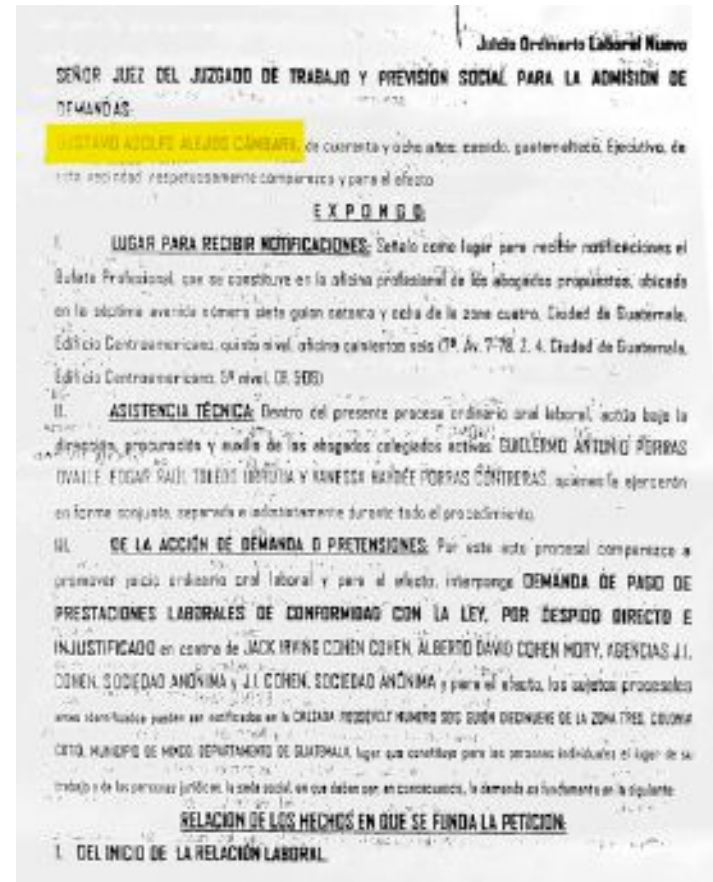 Juicio Ordinario Laboral Nuevo
SEÑOR JUEZ DEL JUZGADO DE TRABAJO Y PREVISION SOCIAL PARA LA ADMISIÓN DE
DEMANDAS:
GUSTAVO ADOLFO ALEJOS CÁMBARA, de cuarenta y ocho años, casado, guatemalteco, Ejecutivo, de
esta vecindad, respetuosamente comparezco y para el efecto
E X P O N G O:
I. LUGAR PARA RECIBIR NOTIFICACIONES: Señalo como lugar para recibir notificaciones el
Bufete Profesional, que se constituye en la oficina profesional de los abogados propuestos, ubicada
en la séptima avenida número siete guion setenta y ocho de la zona cuatro, Ciudad de Guatemala,
Edificio Centroamericano, quinto nivel, oficina quinientos seis (7ª. Av. 7-78, Z. 4, Ciudad de Guatemala,
Edificio Centroamericano, 5º nivel, Of. 506)
II. ASISTENCIA TÉCNICA: Dentro del presente proceso ordinario oral laboral, actúo bajo la
dirección, procuración y auxilio de los abogados colegiados activos GUILLERMO ANTONIO PORRAS
OVALLE, EDGAR RAÚL TOLEDO URRUTIA y VANESSA HAYDÉE PORRAS CONTRERAS, quienes la ejercerán
en forma conjunta, separada e indistintamente durante todo el procedimiento.
III. DE LA ACCIÓN DE DEMANDA O PRETENSIONES: Por este acto procesal comparezco a
promover juicio ordinario oral laboral y para el efecto, interpongo DEMANDA DE PAGO DE
PRESTACIONES LABORALES DE CONFORMIDAD CON LA LEY, POR DESPIDO DIRECTO E
INJUSTIFICADO en contra de JACK IRVING COHEN COHEN, ALBERTO DAVID COHEN MORY, AGENCIAS J.I.
COHEN, SOCIEDAD ANÓNIMA y J.I. COHEN, SOCIEDAD ANÓNIMA y para el efecto, los sujetos procesales
antes identificados pueden ser notificados en la CALZADA ROOSEVELT NUMERO SEIS GUIÓN DIECINUEVE DE LA ZONA TRES, COLONIA
COTIÓ, MUNICIPIO DE MIXCO, DEPARTAMENTO DE GUATEMALA, lugar que constituye para las personas individuales el lugar de su
trabajo y de las personas jurídicas, la sede social, en que deben ser, en consecuencia, la demanda se fundamenta en la siguiente:
RELACIÓN DE LOS HECHOS EN QUE SE FUNDA LA PETICIÓN:
1. DEL INICIO DE LA RELACIÓN LABORAL.